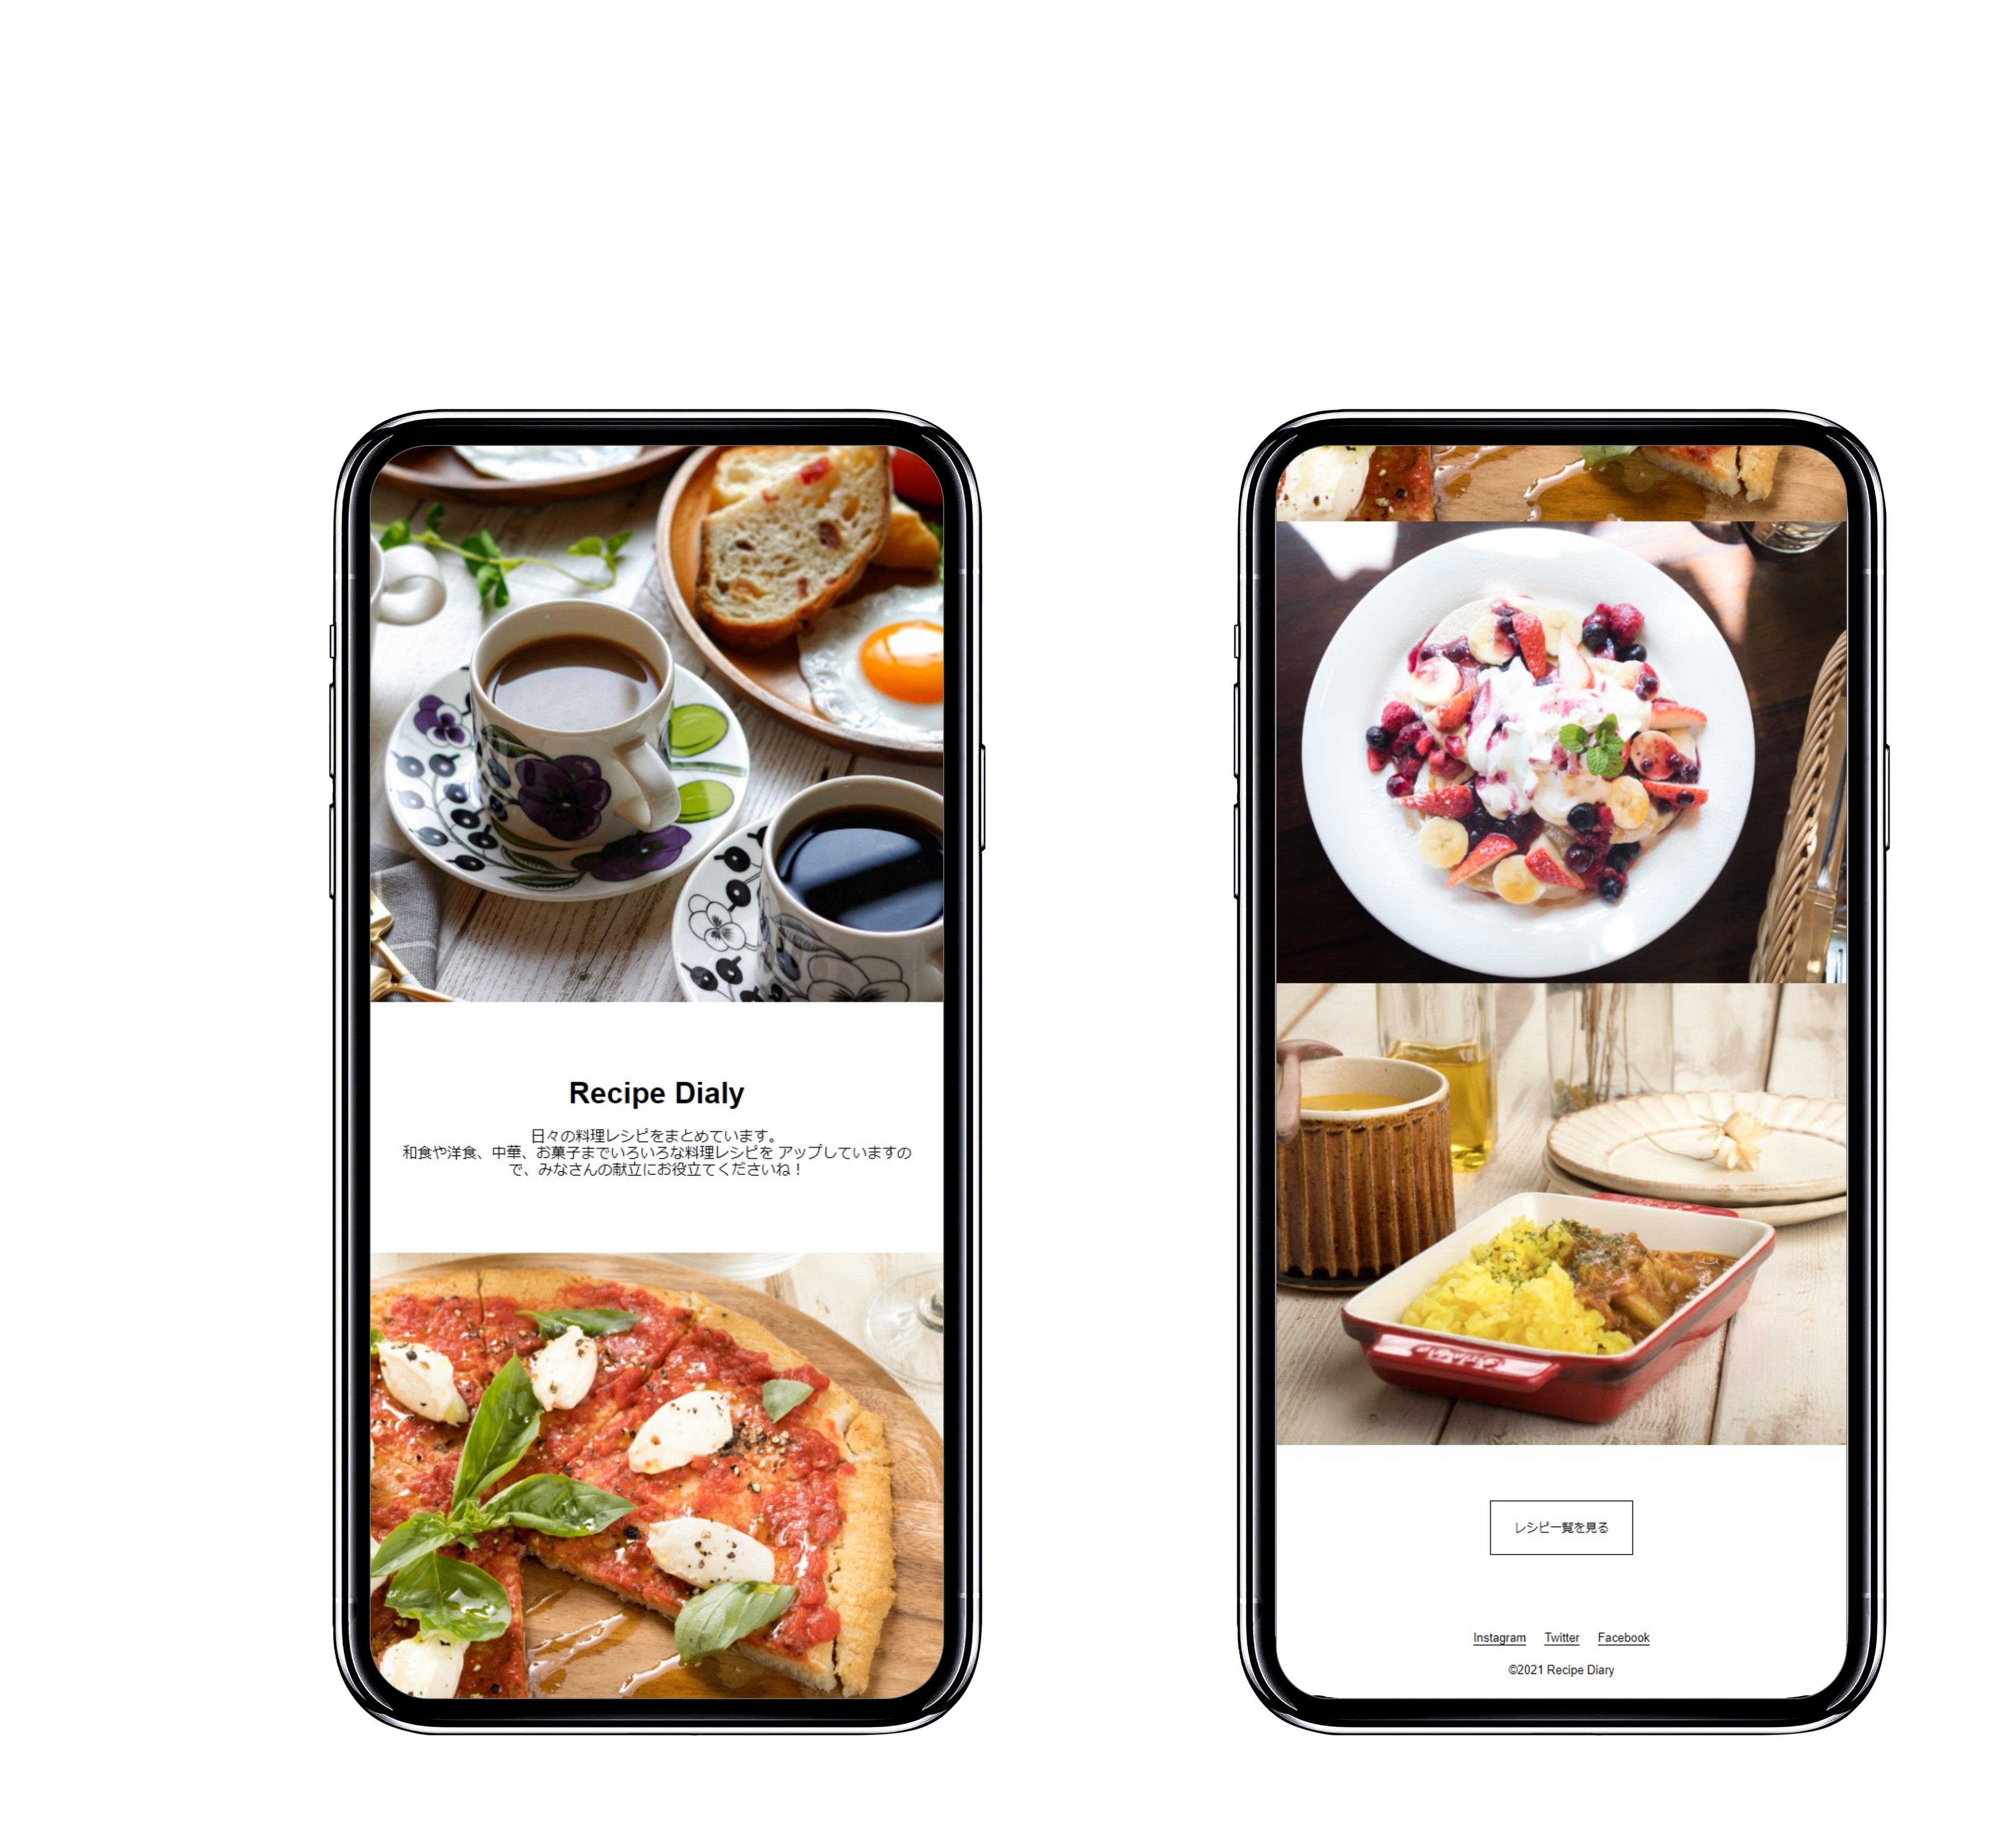 Recipe Dialy
日々の料理レシピをまとめています。
和食や洋食、中華、お菓子までいろいろな料理レシピを アップしていますの
で、みなさんの献立にお役立てくださいね！
レシピ一覧を見る
Instagram Twitter Facebook
©2021 Recipe Diary